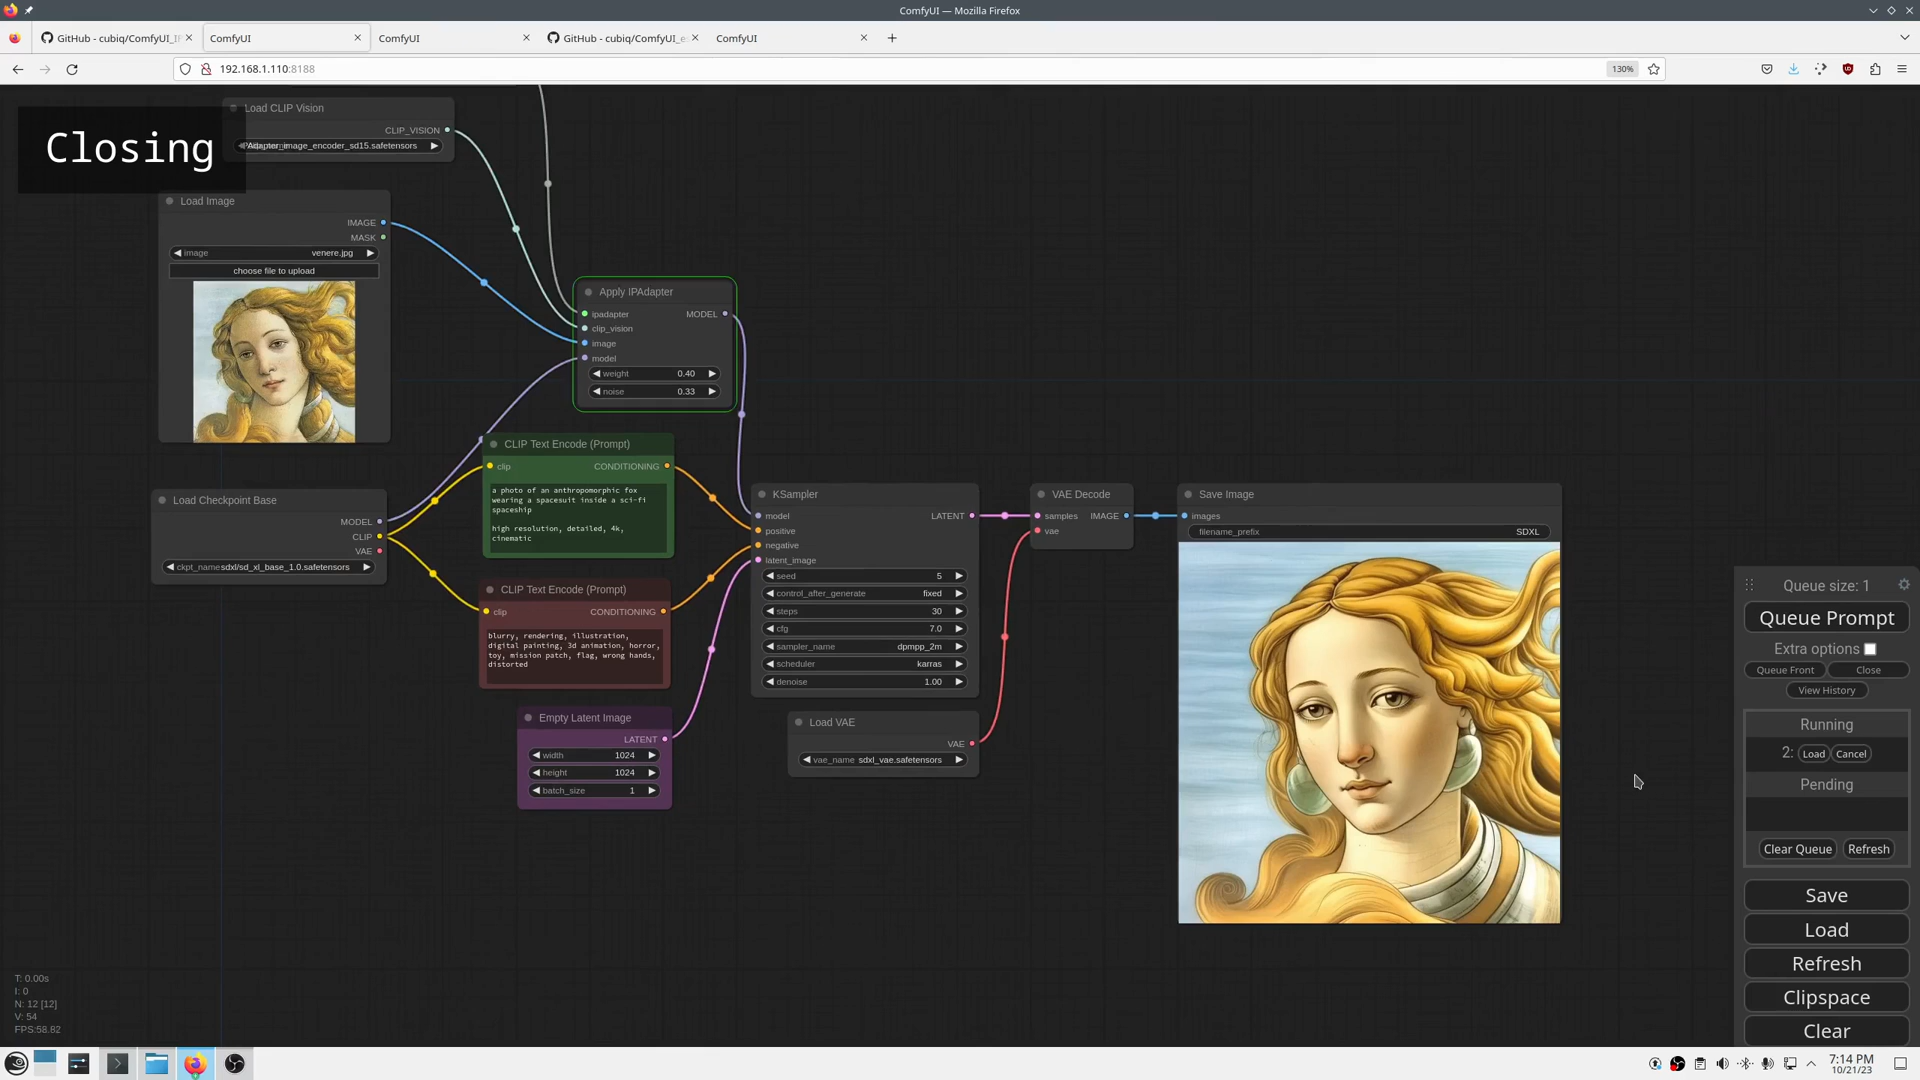 ComfyUI — Mozilla Firefox
GitHub - cubiq/ComfyUI_I
ComfyUI
ComfyUI
GitHub - cubiq/ComfyUI_e
ComfyUI
192.168.1.110:8188
130%
Closing
Load CLIP Vision
CLIP_VISION
Adapter_image_encoder_sd15.safetensors
Load Image
IMAGE
MASK
image venere.jpg
choose file to upload
Apply IPAdapter
ipadapter MODEL
clip_vision
image
model
weight 0.40
noise 0.33
CLIP Text Encode (Prompt)
clip CONDITIONING
a photo of an anthropomorphic fox
wearing a spacesuit inside a sci-fi
spaceship
high resolution, detailed, 4k,
cinematic
Load Checkpoint Base
MODEL
CLIP
VAE
ckpt_name sdxl/sd_xl_base_1.0.safetensors
CLIP Text Encode (Prompt)
clip CONDITIONING
blurry, rendering, illustration,
digital painting, 3d animation, horror,
toy, mission patch, flag, wrong hands,
distorted
Empty Latent Image
LATENT
width 1024
height 1024
batch_size 1
KSampler
model LATENT
positive
negative
latent_image
seed 5
control_after_generate fixed
steps 30
cfg 7.0
sampler_name dpmpp_2m
scheduler karras
denoise 1.00
Load VAE
VAE
vae_name sdxl_vae.safetensors
VAE Decode
samples IMAGE
vae
Save Image
images
filename_prefix SDXL
Queue size: 1
Queue Prompt
Extra options
Queue Front Close
View History
Running
2: Load Cancel
Pending
Clear Queue Refresh
Save
Load
Refresh
Clipspace
Clear
T: 0.00s
I: 0
N: 12 [12]
V: 54
FPS:58.82
7:14 PM
10/21/23